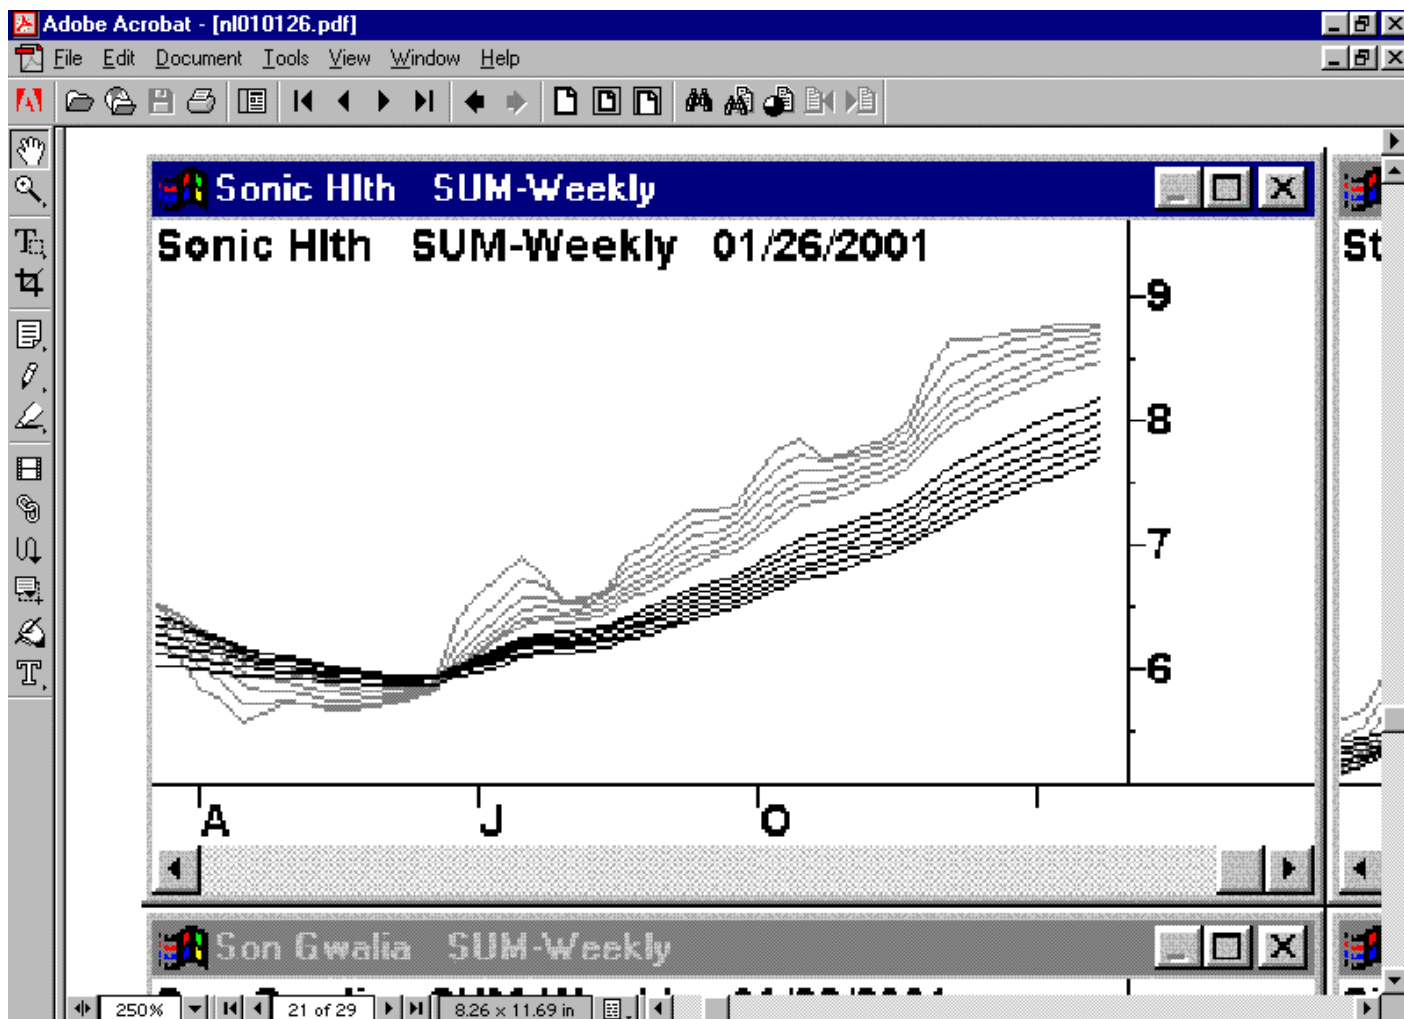 Adobe Acrobat - [nl010126.pdf]
File Edit Document Tools View Window Help
Sonic Hlth SUM-Weekly
Sonic Hlth SUM-Weekly 01/26/2001
St
9
8
7
6
A J O
Son Gwalia SUM-Weekly
250% 21 of 29 8.26 x 11.69 in